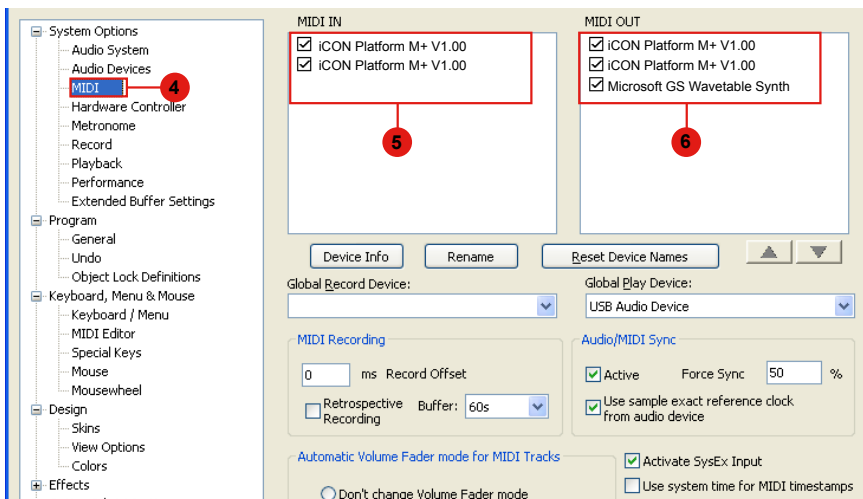 System Options
Audio System
Audio Devices
MIDI
4
Hardware Controller
Metronome
Record
Playback
Performance
Extended Buffer Settings
Program
General
Undo
Object Lock Definitions
Keyboard, Menu & Mouse
Keyboard / Menu
MIDI Editor
Special Keys
Mouse
Mousewheel
Design
Skins
View Options
Colors
Effects
MIDI IN
iCON Platform M+ V1.00
iCON Platform M+ V1.00
5
MIDI OUT
iCON Platform M+ V1.00
iCON Platform M+ V1.00
Microsoft GS Wavetable Synth
6
Device Info
Rename
Reset Device Names
Global Record Device:
Global Play Device:
USB Audio Device
MIDI Recording
0 ms Record Offset
Retrospective Recording
Buffer: 60s
Audio/MIDI Sync
Active
Force Sync 50 %
Use sample exact reference clock
from audio device
Automatic Volume Fader mode for MIDI Tracks
Don't change Volume Fader mode
Activate SysEx Input
Use system time for MIDI timestamps